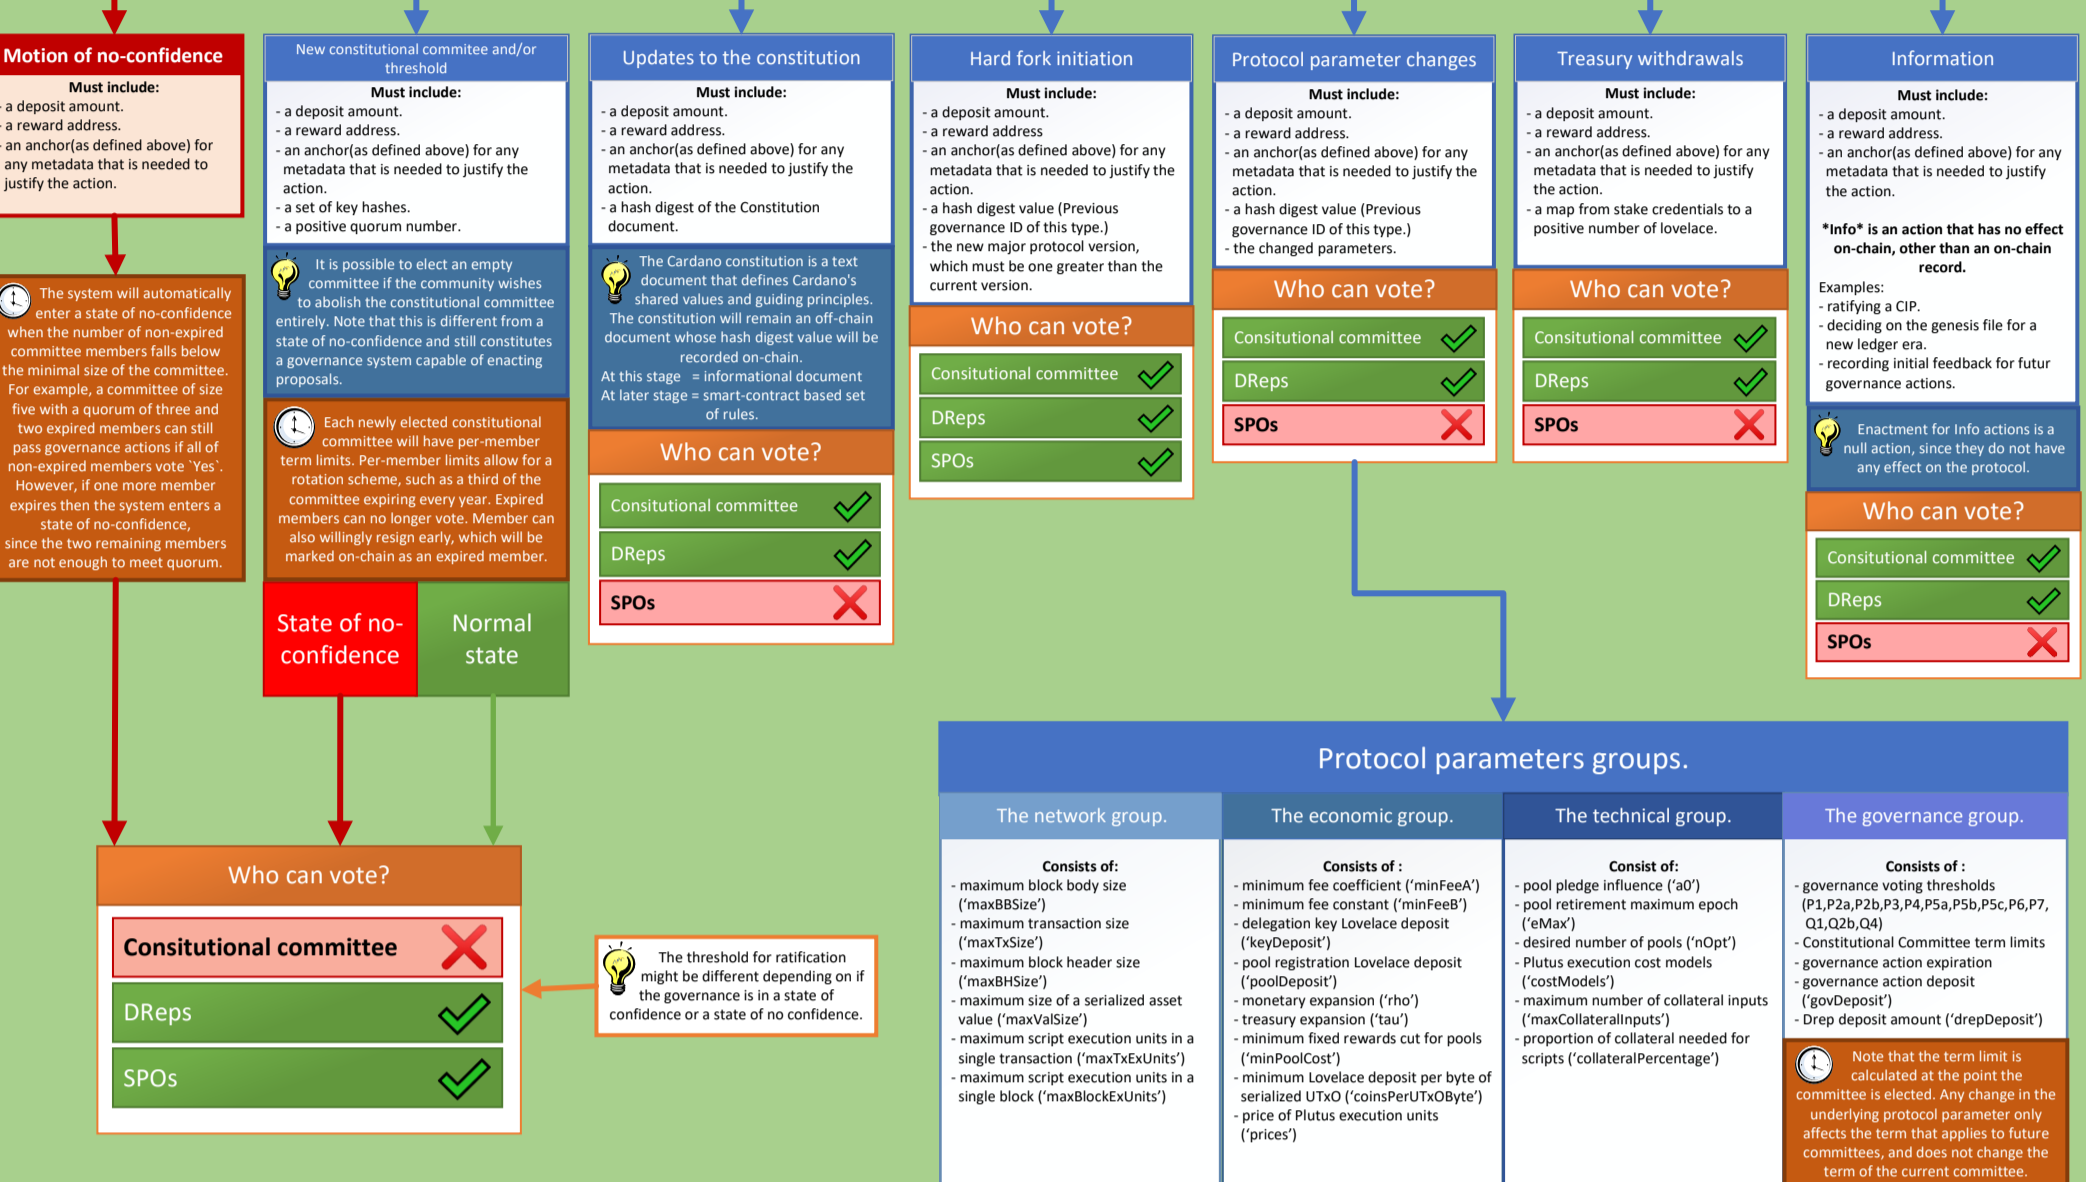 Motion of no-confidence
Must include:
- a deposit amount.
- a reward address.
- an anchor(as defined above) for
any metadata that is needed to
justify the action.
The system will automatically
enter a state of no-confidence
when the number of non-expired
committee members falls below
the minimal size of the committee.
For example, a committee of size
five with a quorum of three and
two expired members can still
pass governance actions if all of
non-expired members vote `Yes`.
However, if one more member
expires then the system enters a
state of no-confidence,
since the two remaining members
are not enough to meet quorum.
New constitutional commitee and/or
threshold
Must include:
- a deposit amount.
- a reward address.
- an anchor(as defined above) for any
metadata that is needed to justify the
action.
- a set of key hashes.
- a positive quorum number.
It is possible to elect an empty
committee if the community wishes
to abolish the constitutional committee
entirely. Note that this is different from a
state of no-confidence and still constitutes
a governance system capable of enacting
proposals.
Each newly elected constitutional
committee will have per-member
term limits. Per-member limits allow for a
rotation scheme, such as a third of the
committee expiring every year. Expired
members can no longer vote. Member can
also willingly resign early, which will be
marked on-chain as an expired member.
State of no-
confidence
Normal
state
Updates to the constitution
Must include:
- a deposit amount.
- a reward address.
- an anchor(as defined above) for any
metadata that is needed to justify the
action.
- a hash digest of the Constitution
document.
The Cardano constitution is a text
document that defines Cardano's
shared values and guiding principles.
The constitution will remain an off-chain
document whose hash digest value will be
recorded on-chain.
At this stage = informational document
At later stage = smart-contract based set
of rules.
Who can vote?
Consitutional committee
DReps
SPOs
Hard fork initiation
Must include:
- a deposit amount.
- a reward address
- an anchor(as defined above) for any
metadata that is needed to justify the
action.
- a hash digest value (Previous
governance ID of this type.)
- the new major protocol version,
which must be one greater than the
current version.
Who can vote?
Consitutional committee
DReps
SPOs
Protocol parameter changes
Must include:
- a deposit amount.
- a reward address.
- an anchor(as defined above) for any
metadata that is needed to justify the
action.
- a hash digest value (Previous
governance ID of this type.)
- the changed parameters.
Who can vote?
Consitutional committee
DReps
SPOs
Treasury withdrawals
Must include:
- a deposit amount.
- a reward address.
- an anchor(as defined above) for any
metadata that is needed to justify
the action.
- a map from stake credentials to a
positive number of lovelace.
Who can vote?
Consitutional committee
DReps
SPOs
Information
Must include:
- a deposit amount.
- a reward address.
- an anchor(as defined above) for any
metadata that is needed to justify
the action.
*Info* is an action that has no effect
on-chain, other than an on-chain
record.
Examples:
- ratifying a CIP.
- deciding on the genesis file for a
new ledger era.
- recording initial feedback for futur
governance actions.
Enactment for Info actions is a
null action, since they do not have
any effect on the protocol.
Who can vote?
Consitutional committee
DReps
SPOs
Who can vote?
Consitutional committee
DReps
SPOs
The threshold for ratification
might be different depending on if
the governance is in a state of
confidence or a state of no confidence.
Protocol parameters groups.
The network group.
Consists of:
- maximum block body size
(‘maxBBSize’)
- maximum transaction size
(‘maxTxSize’)
- maximum block header size
(‘maxBHSize’)
- maximum size of a serialized asset
value (‘maxValSize’)
- maximum script execution units in a
single transaction (‘maxTxExUnits’)
- maximum script execution units in a
single block (‘maxBlockExUnits’)
The economic group.
Consists of :
- minimum fee coefficient (‘minFeeA’)
- minimum fee constant (‘minFeeB’)
- delegation key Lovelace deposit
(‘keyDeposit’)
- pool registration Lovelace deposit
(‘poolDeposit’)
- monetary expansion (‘rho’)
- treasury expansion (‘tau’)
- minimum fixed rewards cut for pools
(‘minPoolCost’)
- minimum Lovelace deposit per byte of
serialized UTxO (‘coinsPerUTxOByte’)
- price of Plutus execution units
(‘prices’)
The technical group.
Consist of:
- pool pledge influence (‘a0’)
- pool retirement maximum epoch
(‘eMax’)
- desired number of pools (‘nOpt’)
- Plutus execution cost models
(‘costModels’)
- maximum number of collateral inputs
(‘maxCollateralInputs’)
- proportion of collateral needed for
scripts (‘collateralPercentage’)
The governance group.
Consists of :
- governance voting thresholds
(P1,P2a,P2b,P3,P4,P5a,P5b,P5c,P6,P7,
Q1,Q2b,Q4)
- Constitutional Committee term limits
- governance action expiration
- governance action deposit
(‘govDeposit’)
- Drep deposit amount (‘drepDeposit’)
Note that the term limit is
calculated at the point the
committee is elected. Any change in the
underlying protocol parameter only
affects the term that applies to future
committees, and does not change the
term of the current committee.